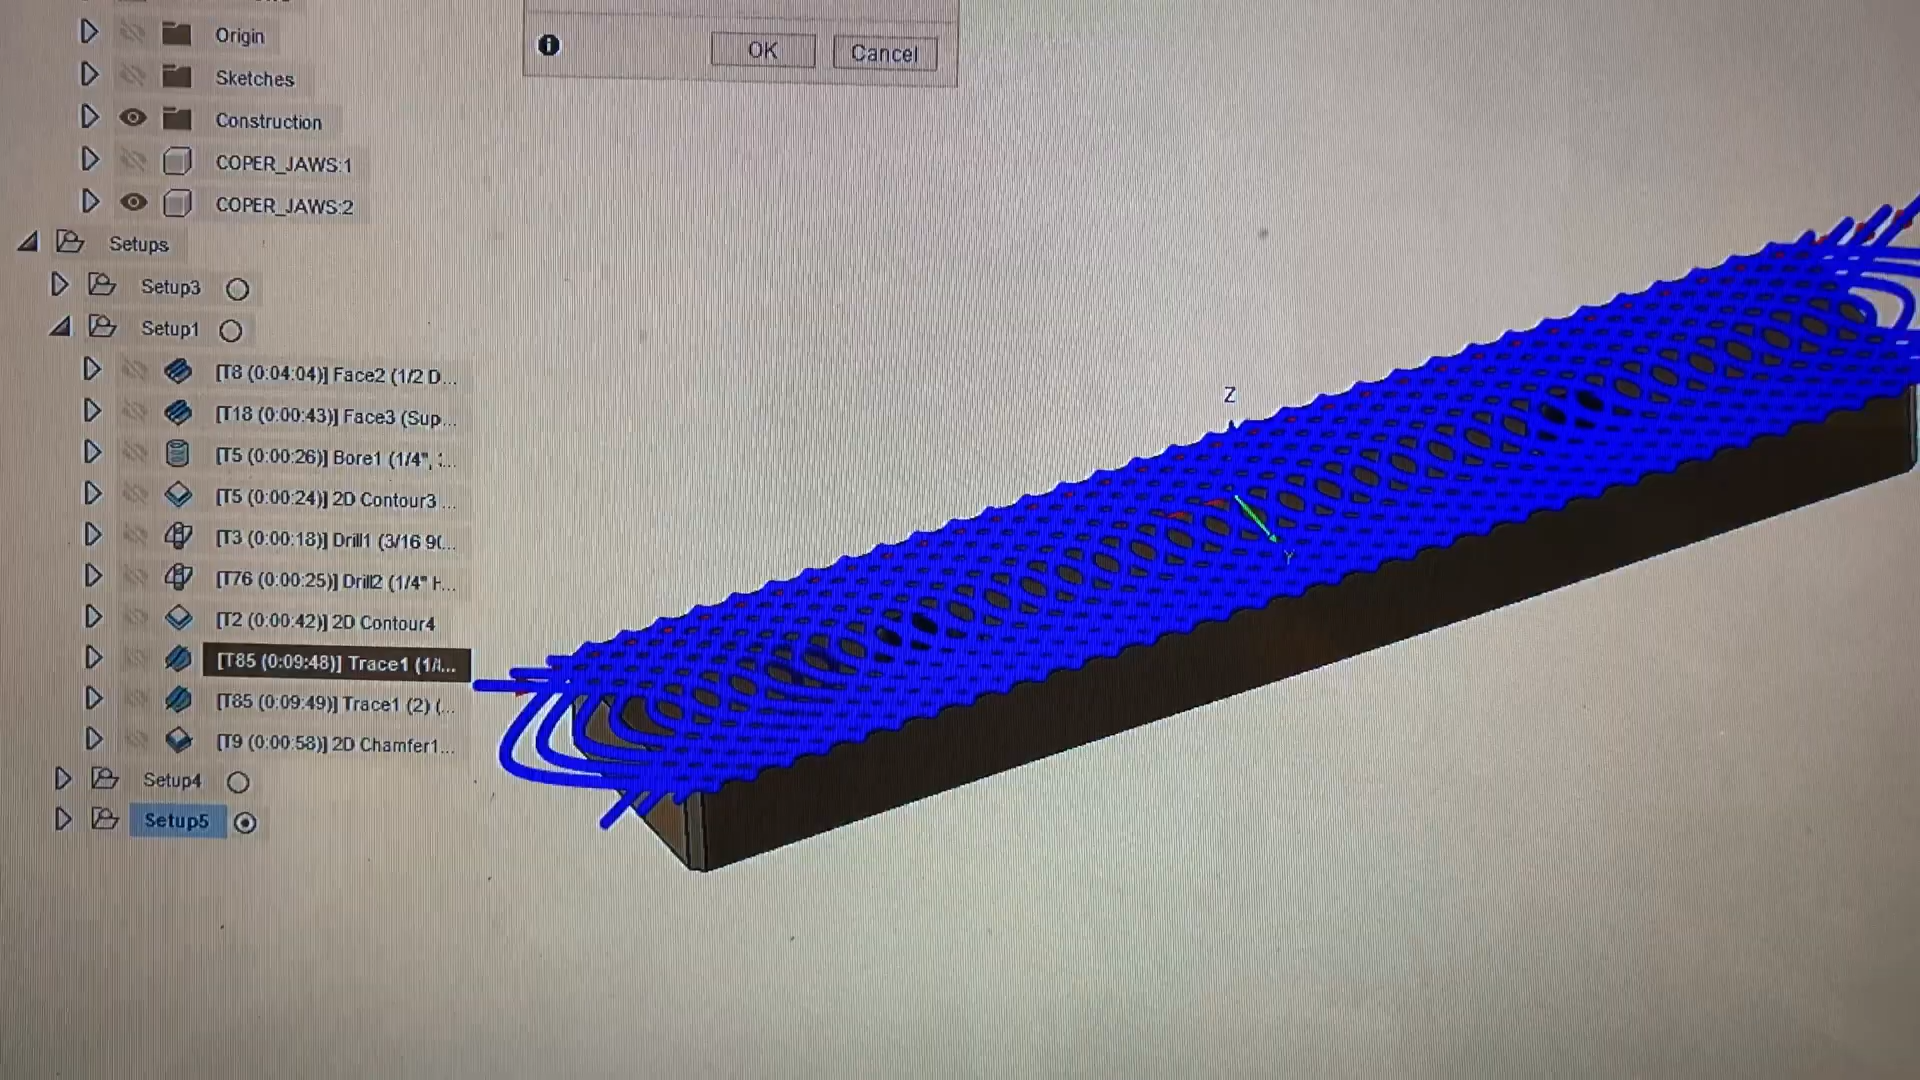 OK
Cancel
Origin
Sketches
Construction
COPER_JAWS:1
COPER_JAWS:2
Setups
Setup3
Setup1
[T8 (0:04:04)] Face2 (1/2 D...
[T18 (0:00:43)] Face3 (Sup...
[T5 (0:00:26)] Bore1 (1/4", ...
[T5 (0:00:24)] 2D Contour3 ...
[T3 (0:00:18)] Drill1 (3/16 9(...
[T76 (0:00:25)] Drill2 (1/4" H...
[T2 (0:00:42)] 2D Contour4
[T85 (0:09:48)] Trace1 (1/...
[T85 (0:09:49)] Trace1 (2) (...
[T9 (0:00:58)] 2D Chamfer1...
Setup4
Setup5
Z
Y